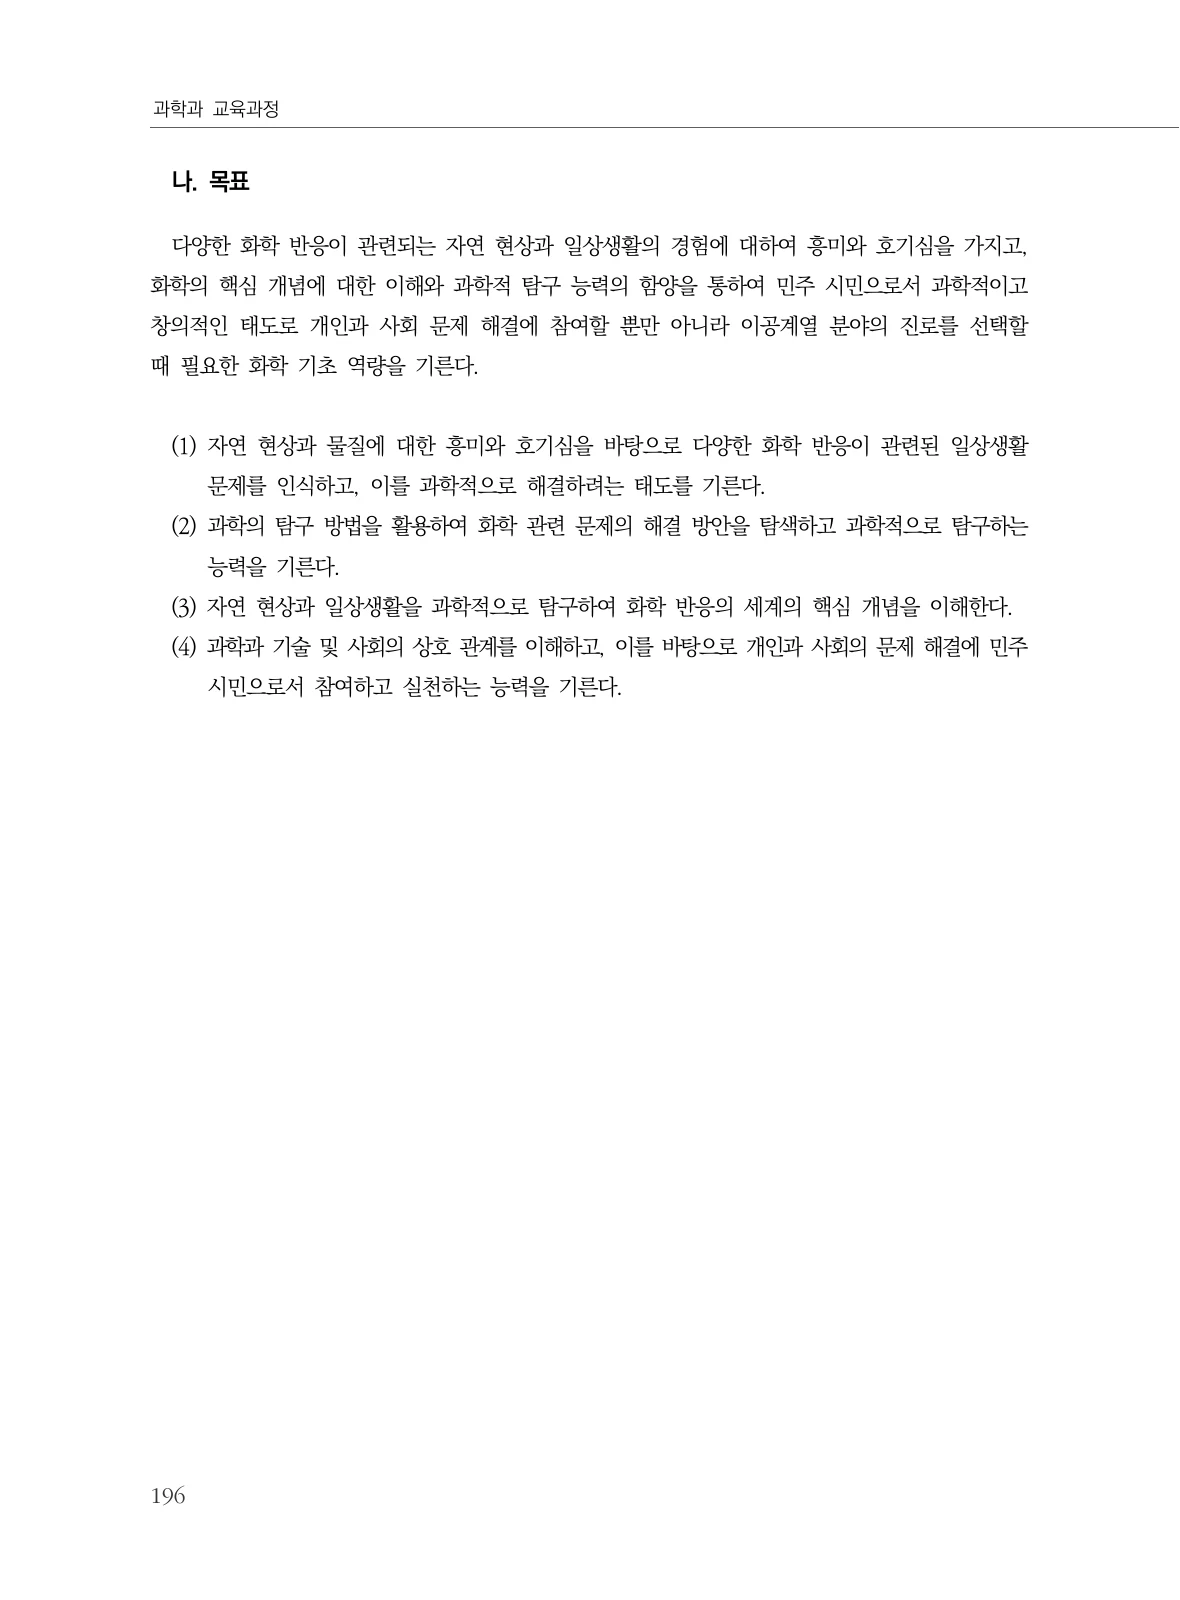 과학과 교육과정
나. 목표
다양한 화학 반응이 관련되는 자연 현상과 일상생활의 경험에 대하여 흥미와 호기심을 가지고,
화학의 핵심 개념에 대한 이해와 과학적 탐구 능력의 함양을 통하여 민주 시민으로서 과학적이고
창의적인 태도로 개인과 사회 문제 해결에 참여할 뿐만 아니라 이공계열 분야의 진로를 선택할
때 필요한 화학 기초 역량을 기른다.
(1) 자연 현상과 물질에 대한 흥미와 호기심을 바탕으로 다양한 화학 반응이 관련된 일상생활
문제를 인식하고, 이를 과학적으로 해결하려는 태도를 기른다.
(2) 과학의 탐구 방법을 활용하여 화학 관련 문제의 해결 방안을 탐색하고 과학적으로 탐구하는
능력을 기른다.
(3) 자연 현상과 일상생활을 과학적으로 탐구하여 화학 반응의 세계의 핵심 개념을 이해한다.
(4) 과학과 기술 및 사회의 상호 관계를 이해하고, 이를 바탕으로 개인과 사회의 문제 해결에 민주
시민으로서 참여하고 실천하는 능력을 기른다.
196